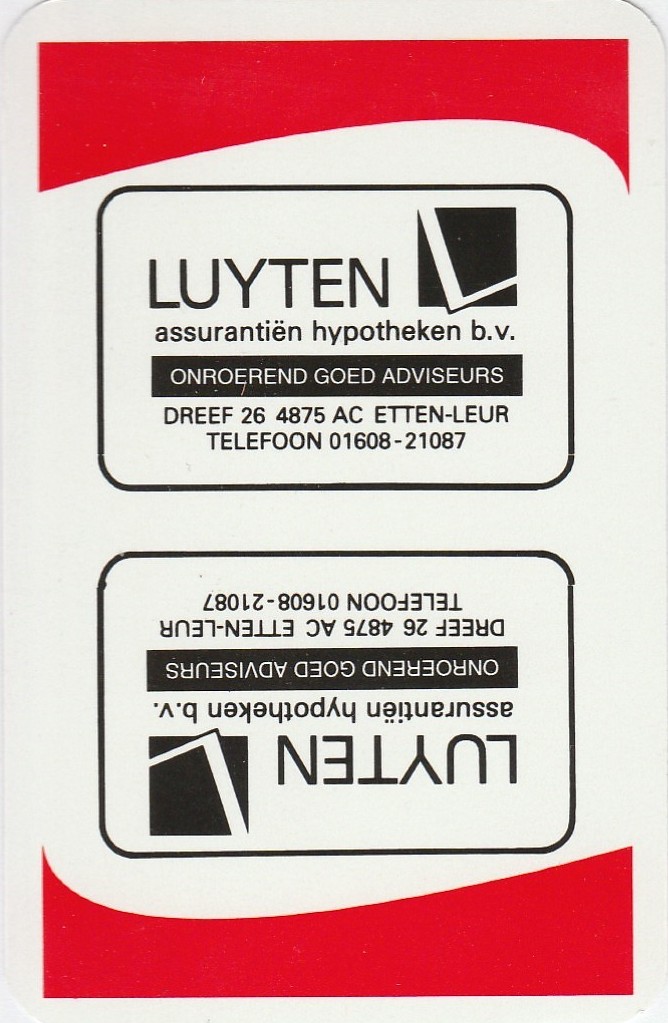 LUYTEN
assurantiën hypotheken b.v.
ONROEREND GOED ADVISEURS
DREEF 26 4875 AC ETTEN-LEUR
TELEFOON 01608-21087
LUYTEN
assurantiën hypotheken b.v.
ONROEREND GOED ADVISEURS
DREEF 26 4875 AC ETTEN-LEUR
TELEFOON 01608-21087